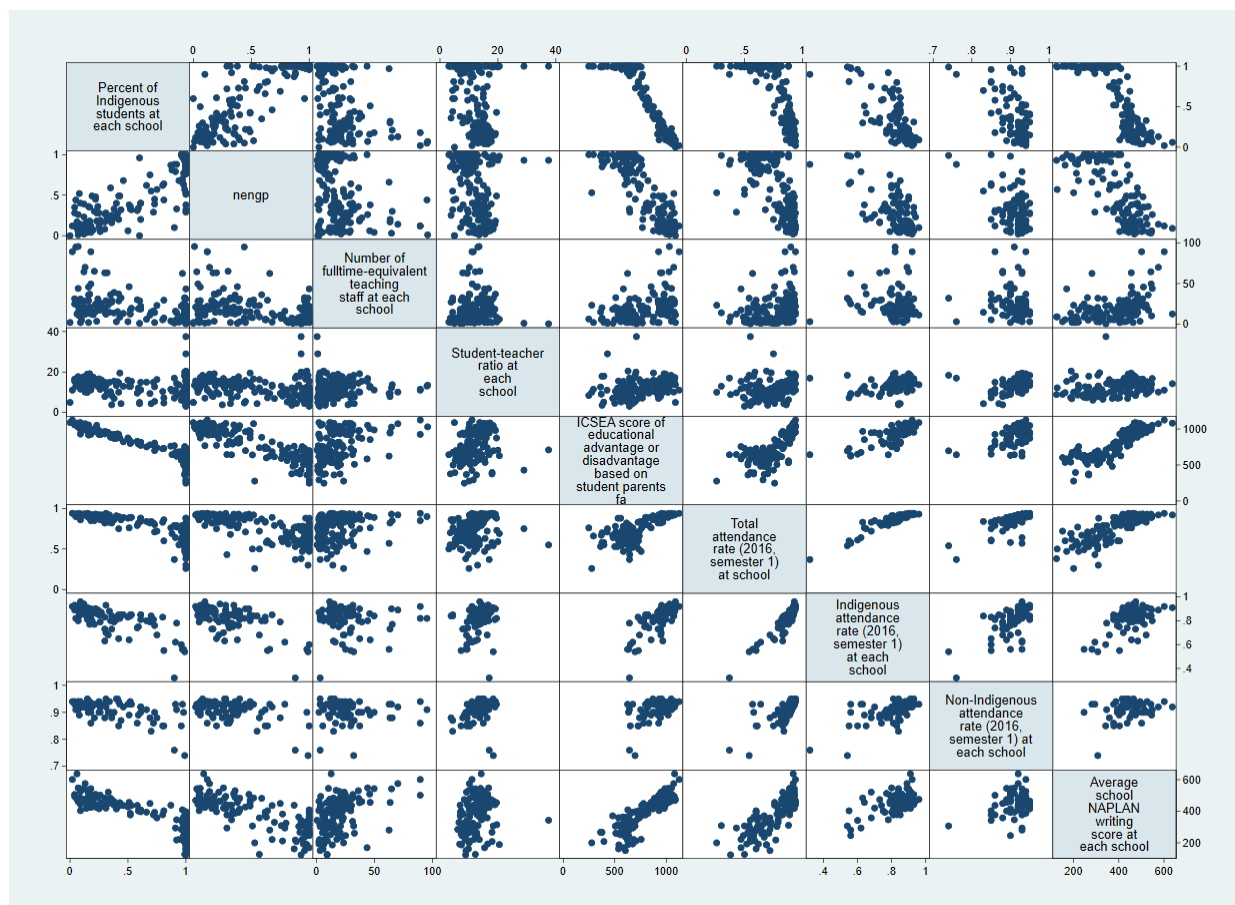 0 .5 1 0 20 40 0 .5 1 .7 .8 .9 1
Percent of
Indigenous
students at
each school
1
.5
0
1
.5
0
nengp
Number of
fulltime-equivalent
teaching
staff at each
school
100
50
0
40
20
0
Student-teacher
ratio at
each
school
ICSEA score of
educational
advantage or
disadvantage
based on
student parents
fa
1000
500
0
1
.5
0
Total
attendance
rate (2016,
semester 1)
at school
Indigenous
attendance
rate (2016,
semester 1)
at each
school
1
.8
.6
.4
1
.9
.8
.7
Non-Indigenous
attendance
rate (2016,
semester 1) at
each school
Average
school
NAPLAN
writing
score at
each school
600
400
200
0 .5 1 0 50 100 0 500 1000 .4 .6 .8 1 200 400 600